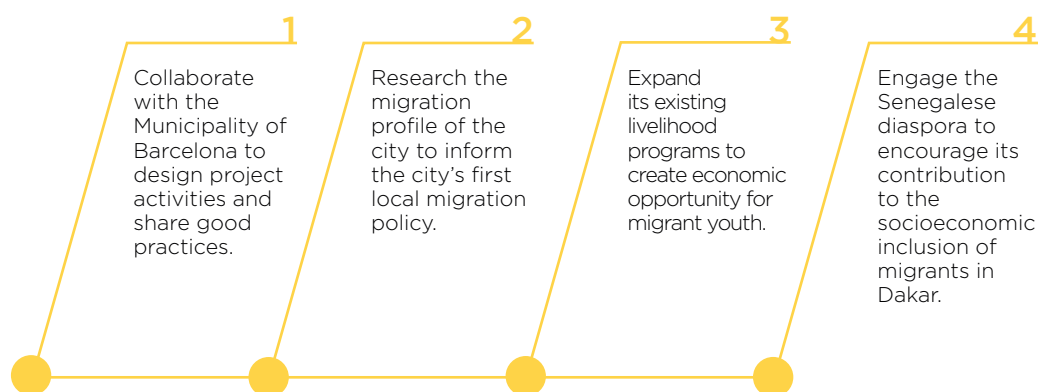 1
Collaborate
with the
Municipality of
Barcelona to
design project
activities and
share good
practices.
2
Research the
migration
profile of the
city to inform
the city's first
local migration
policy.
3
Expand
its existing
livelihood
programs to
create economic
opportunity for
migrant youth.
4
Engage the
Senegalese
diaspora to
encourage its
contribution
to the
socioeconomic
inclusion of
migrants in
Dakar.